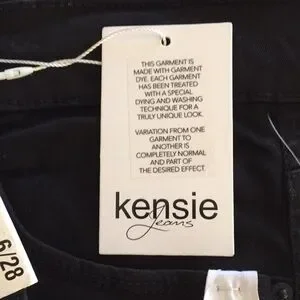 THIS GARMENT IS
MADE WITH GARMENT
DYE. EACH GARMENT
HAS BEEN TREATED
WITH A SPECIAL
DYING AND WASHING
TECHNIQUE FOR A
TRULY UNIQUE LOOK.
VARIATION FROM ONE
GARMENT TO
ANOTHER IS
COMPLETELY NORMAL
AND PART OF
THE DESIRED EFFECT.
kensie
jeans
6/28